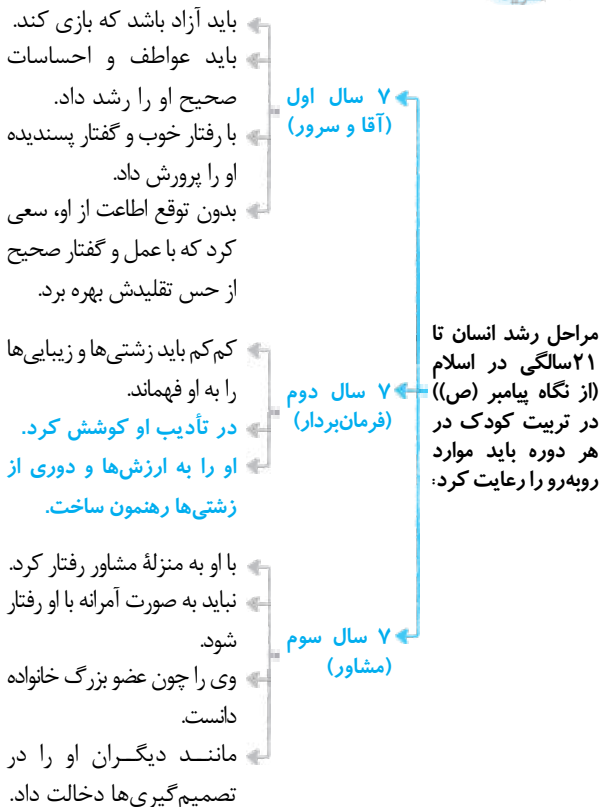 مراحل رشد انسان تا
۲۱سالگی در اسلام
(از نگاه پیامبر (ص))
در تربیت کودک در
هر دوره باید موارد
روبه‌رو را رعایت کرد:
۷ سال اول
(آقا و سرور)
باید آزاد باشد که بازی کند.
باید عواطف و احساسات
صحیح او را رشد داد.
با رفتار خوب و گفتار پسندیده
او را پرورش داد.
بدون توقع اطاعت از او، سعی
کرد که با عمل و گفتار صحیح
از حس تقلیدش بهره برد.
۷ سال دوم
(فرمان‌بردار)
کم‌کم باید زشتی‌ها و زیبایی‌ها
را به او فهماند.
در تأدیب او کوشش کرد.
او را به ارزش‌ها و دوری از
زشتی‌ها رهنمون ساخت.
۷ سال سوم
(مشاور)
با او به منزلهٔ مشاور رفتار کرد.
نباید به صورت آمرانه با او رفتار
شود.
وی را چون عضو بزرگ خانواده
دانست.
ماننــد دیگــران او را در
تصمیم‌گیری‌ها دخالت داد.